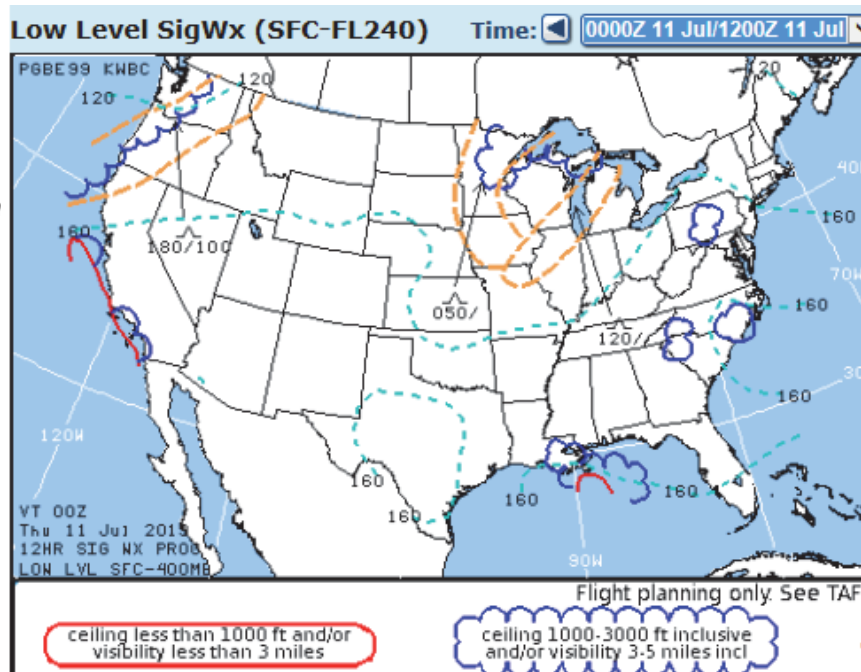 Low Level SigWx (SFC-FL240) Time: 0000Z 11 Jul/1200Z 11 Jul
PGBE99 KWBC
120
120
20
40
160
160
180/100
70W
050/
120/
160
160
30
120W
160
160
160
160
90W
VT 00Z
Thu 11 Jul 2019
12HR SIG WX PROG
LOW LVL SFC-400MB
Flight planning only. See TAF
ceiling less than 1000 ft and/or
visibility less than 3 miles
ceiling 1000-3000 ft inclusive
and/or visibility 3-5 miles incl